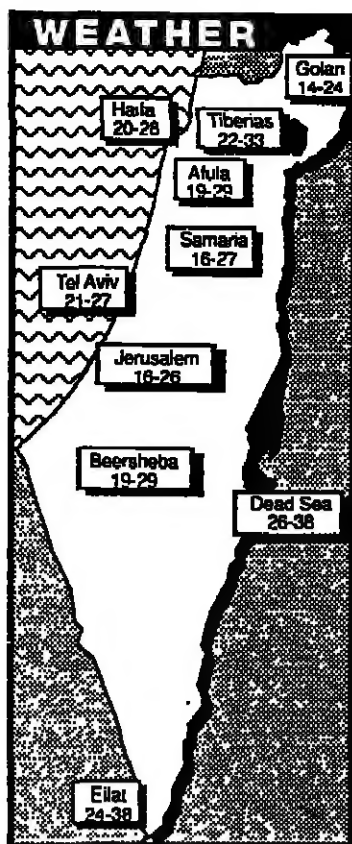 WEATHER
Golan
14-24
Haifa
20-26
Tiberias
22-33
Afula
19-29
Samaria
16-27
Tel Aviv
21-27
Jerusalem
16-26
Beersheba
19-29
Dead Sea
26-38
Eilat
24-38